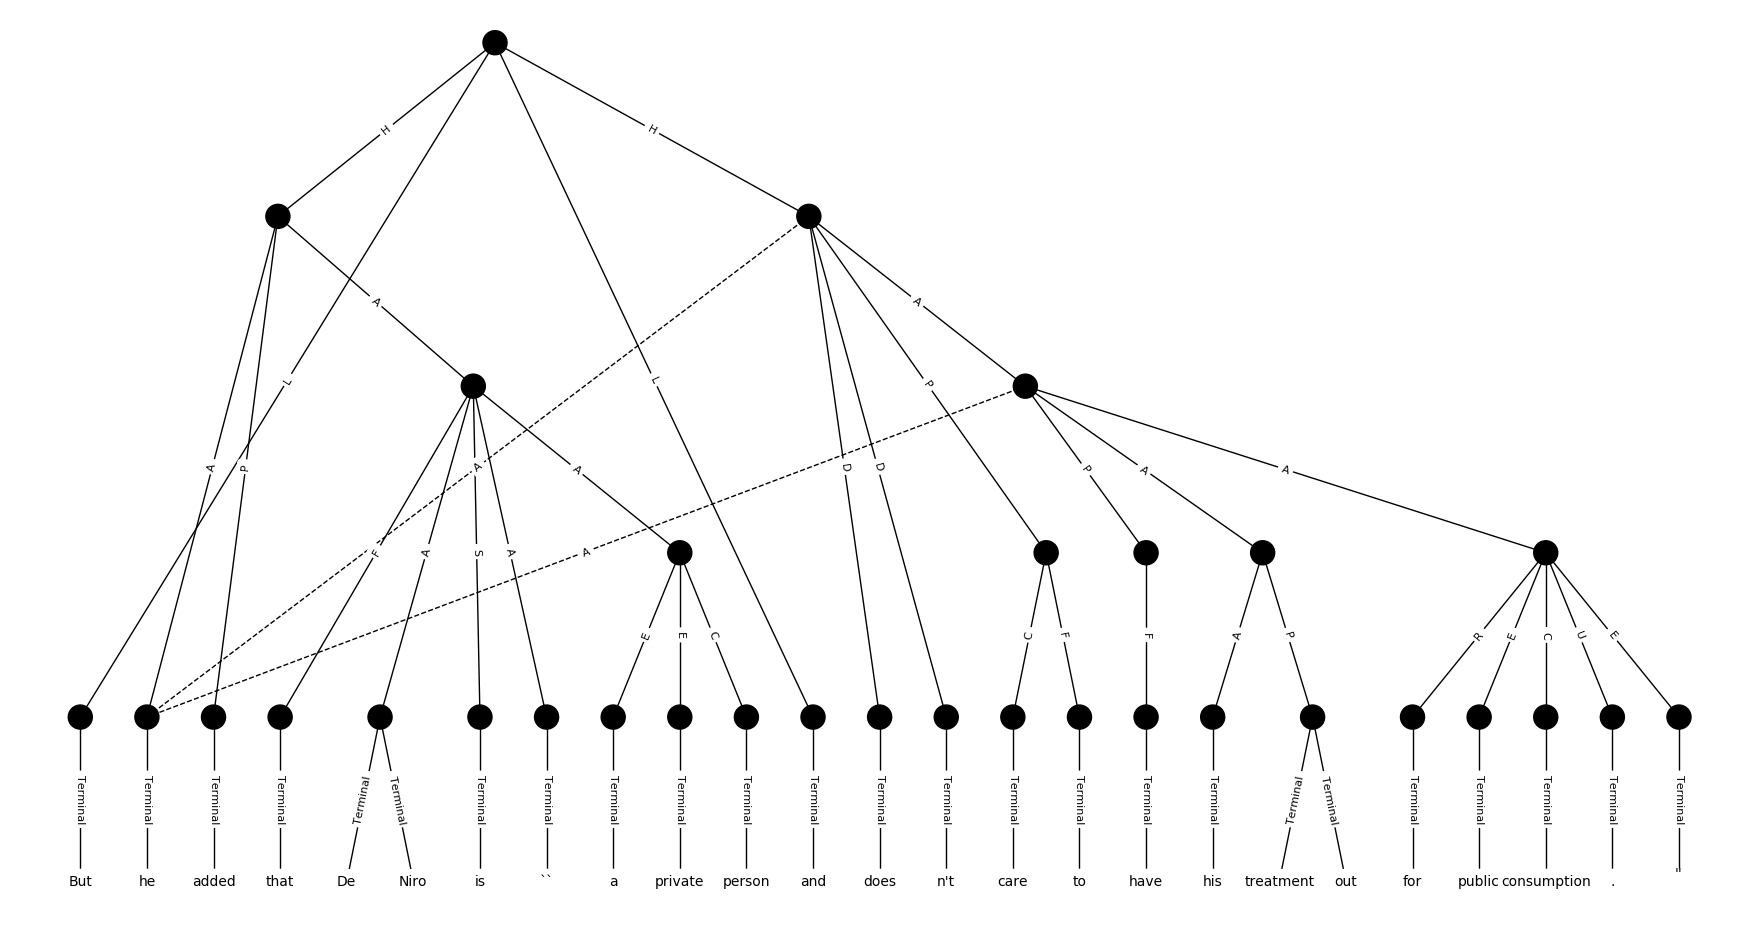 H H
A A
L A P
L P
A P A A D D P A A
F A S A A
E E C C F F A P R E C U E
Terminal Terminal Terminal Terminal Terminal Terminal Terminal Terminal Terminal Terminal Terminal Terminal Terminal Terminal Terminal Terminal Terminal Terminal Terminal Terminal Terminal Terminal Terminal Terminal Terminal
But he added that De Niro is `` a private person and does n't care to have his treatment out for public consumption . "